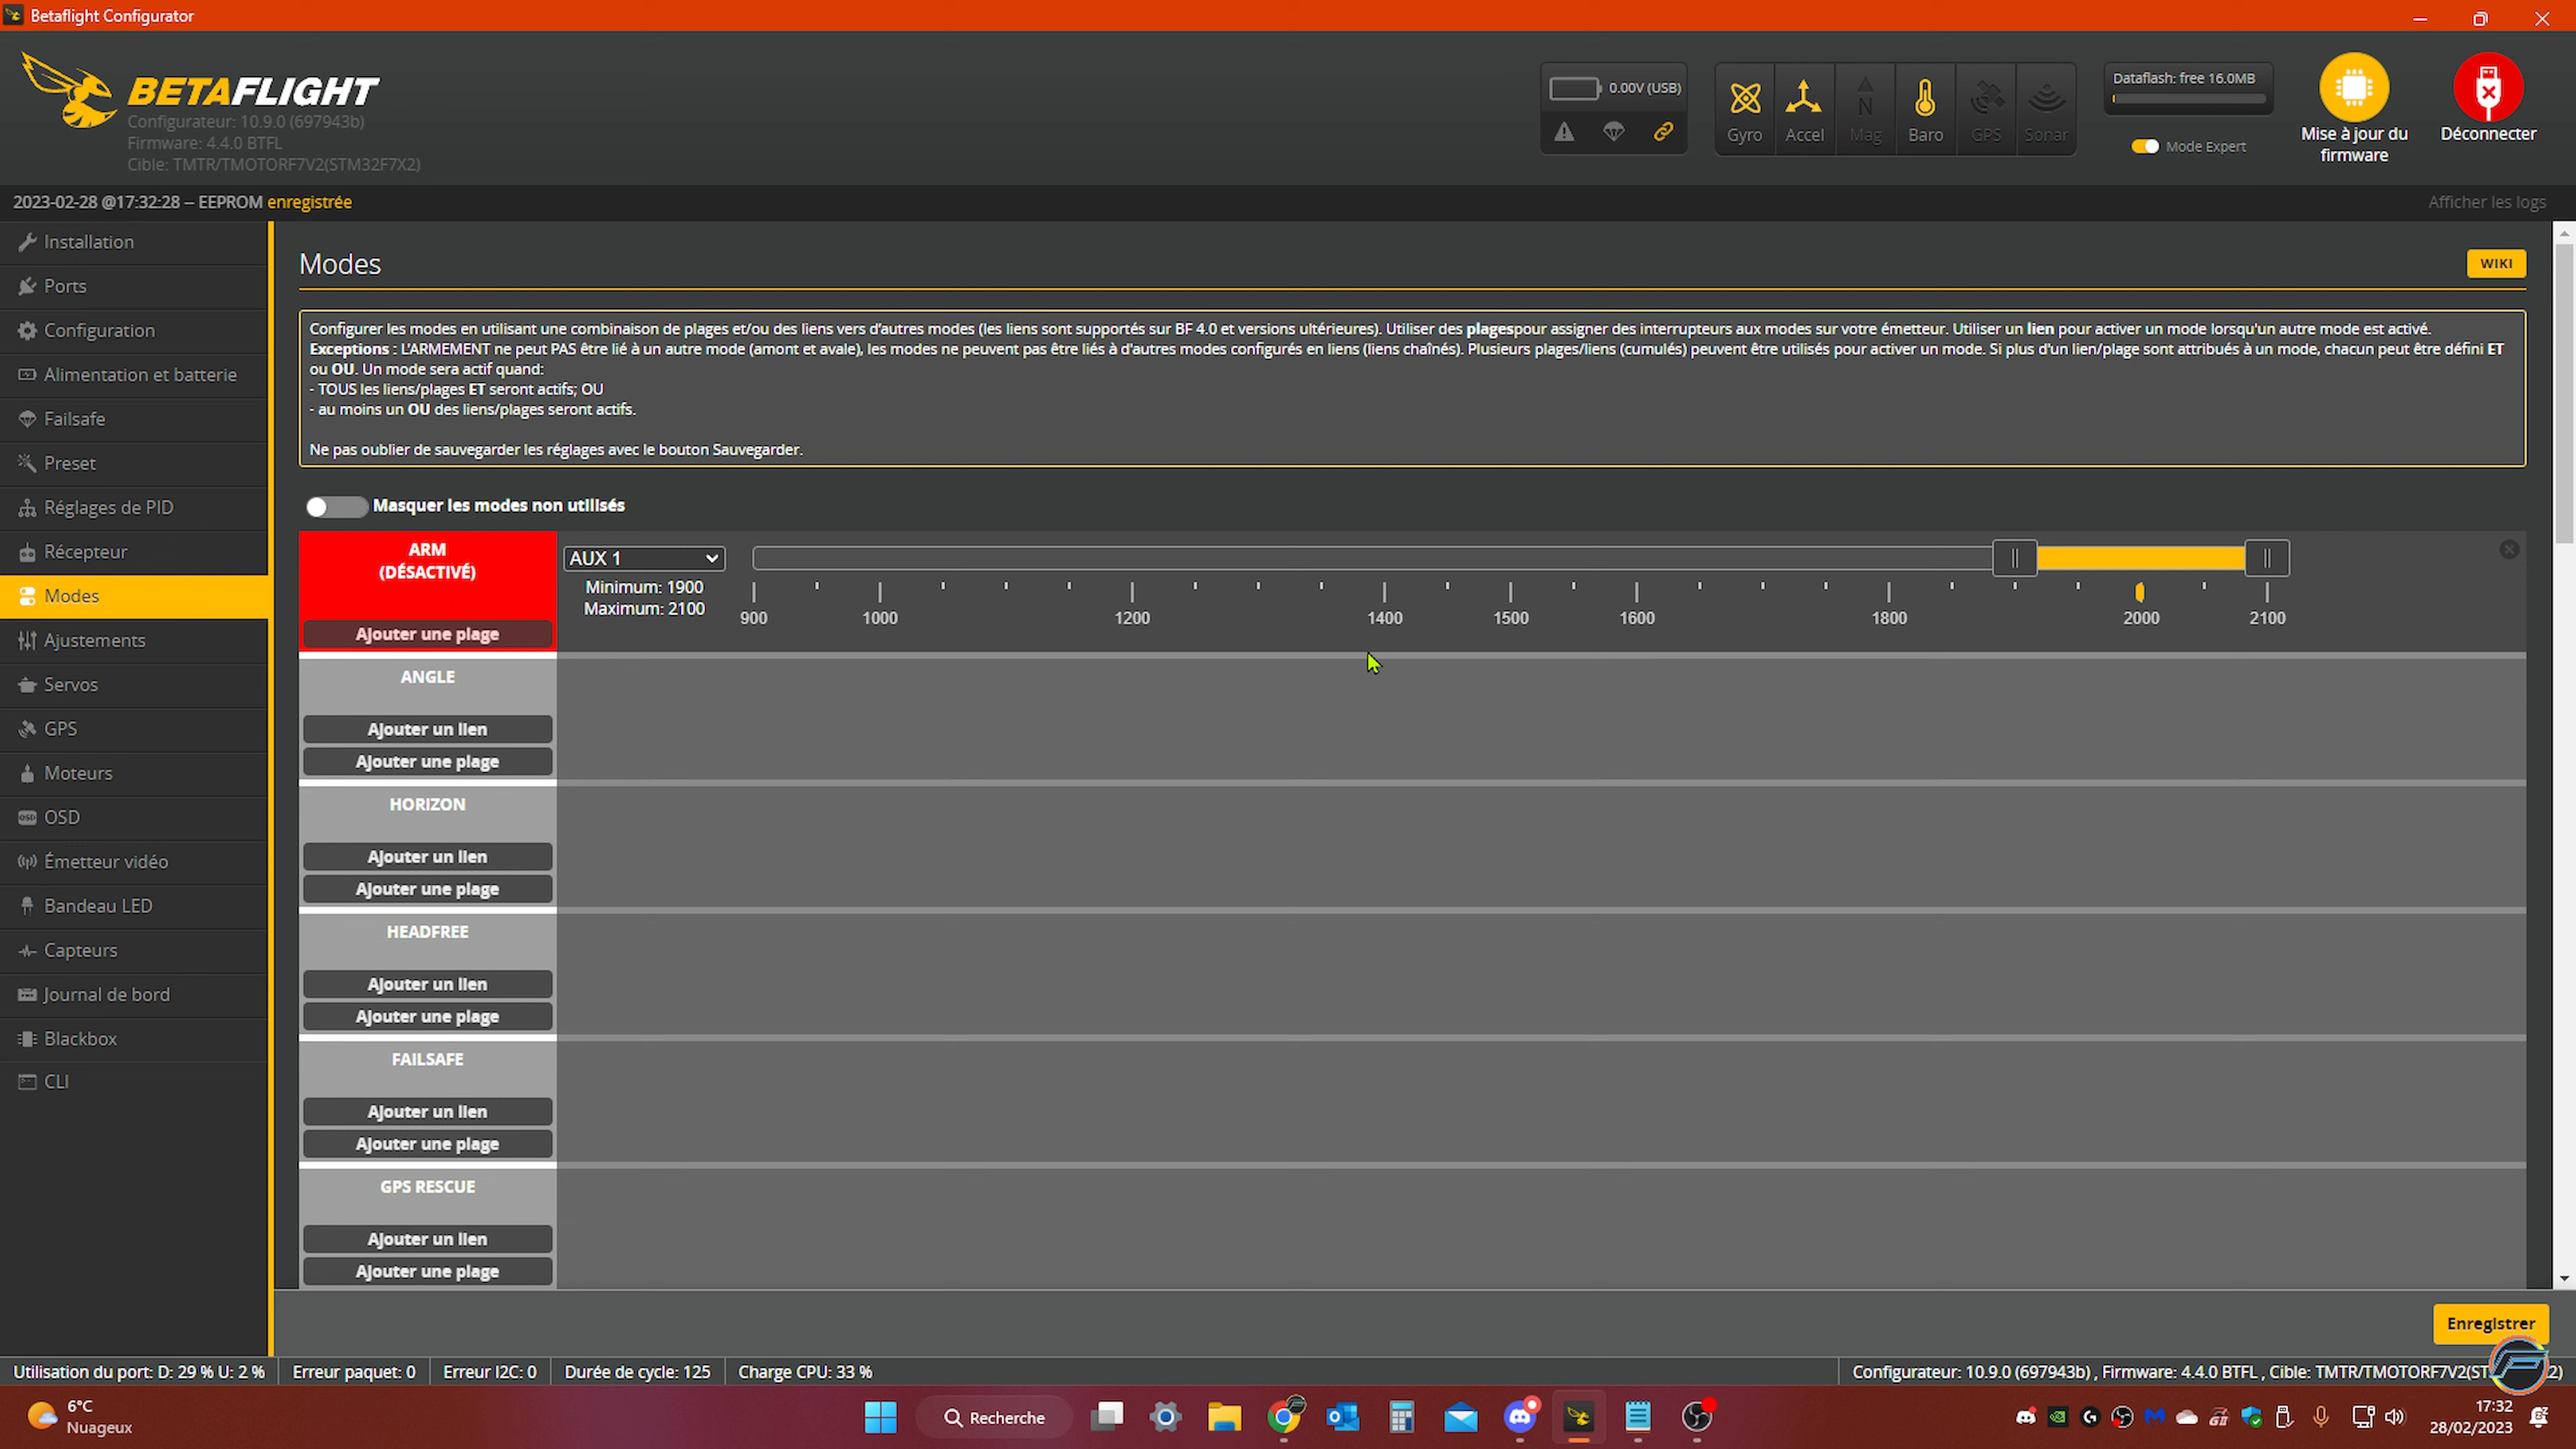 Betaflight Configurator
BETAFLIGHT
Configurateur: 10.9.0 (697943b)
Firmware: 4.4.0 BTFL
Cible: TMTR/TMOTORF7V2(STM32F7X2)
0.00V (USB)
Gyro
Accel
Mag
Baro
GPS
Sonar
Dataflash: free 16.0MB
Mode Expert
Mise à jour du
firmware
Déconnecter
2023-02-28 @17:32:28 -- EEPROM enregistrée
Afficher les logs
Installation
Ports
Configuration
Alimentation et batterie
Failsafe
Preset
Réglages de PID
Récepteur
Modes
Ajustements
Servos
GPS
Moteurs
OSD
Émetteur vidéo
Bandeau LED
Capteurs
Journal de bord
Blackbox
CLI
Modes
WIKI
Configurer les modes en utilisant une combinaison de plages et/ou des liens vers d'autres modes (les liens sont supportés sur BF 4.0 et versions ultérieures). Utiliser des plagespour assigner des interrupteurs aux modes sur votre émetteur. Utiliser un lien pour activer un mode lorsqu'un autre mode est activé.
Exceptions : L'ARMEMENT ne peut PAS être lié à un autre mode (amont et avale), les modes ne peuvent pas être liés à d'autres modes configurés en liens (liens chaînés). Plusieurs plages/liens (cumulés) peuvent être utilisés pour activer un mode. Si plus d'un lien/plage sont attribués à un mode, chacun peut être défini ET
ou OU. Un mode sera actif quand:
- TOUS les liens/plages ET seront actifs; OU
- au moins un OU des liens/plages seront actifs.
Ne pas oublier de sauvegarder les réglages avec le bouton Sauvegarder.
Masquer les modes non utilisés
ARM
(DÉSACTIVÉ)
Ajouter une plage
AUX 1
Minimum: 1900
Maximum: 2100
900 1000 1200 1400 1500 1600 1800 2000 2100
ANGLE
Ajouter un lien
Ajouter une plage
HORIZON
Ajouter un lien
Ajouter une plage
HEADFREE
Ajouter un lien
Ajouter une plage
FAILSAFE
Ajouter un lien
Ajouter une plage
GPS RESCUE
Ajouter un lien
Ajouter une plage
Enregistrer
Utilisation du port: D: 29 % U: 2 %
Erreur paquet: 0
Erreur I2C: 0
Durée de cycle: 125
Charge CPU: 33 %
Configurateur: 10.9.0 (697943b) , Firmware: 4.4.0 BTFL , Cible: TMTR/TMOTORF7V2(ST 2)
6°C
Nuageux
Recherche
17:32
28/02/2023